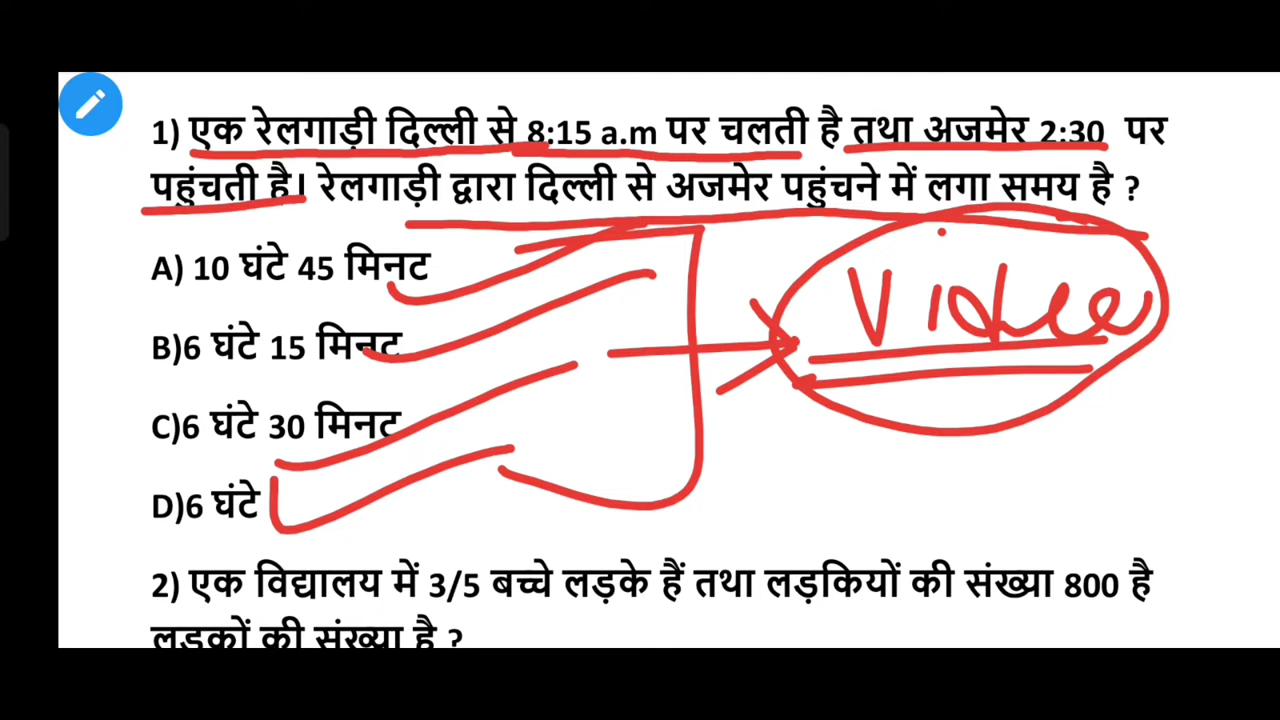 1) एक रेलगाड़ी दिल्ली से 8:15 a.m पर चलती है तथा अजमेर 2:30 पर
पहुंचती है। रेलगाड़ी द्वारा दिल्ली से अजमेर पहुंचने में लगा समय है ?
A) 10 घंटे 45 मिनट
B)6 घंटे 15 मिनट
Video
C)6 घंटे 30 मिनट
D)6 घंटे
2) एक विद्यालय में 3/5 बच्चे लड़के हैं तथा लड़कियों की संख्या 800 है
लड़कों की संख्या है ?